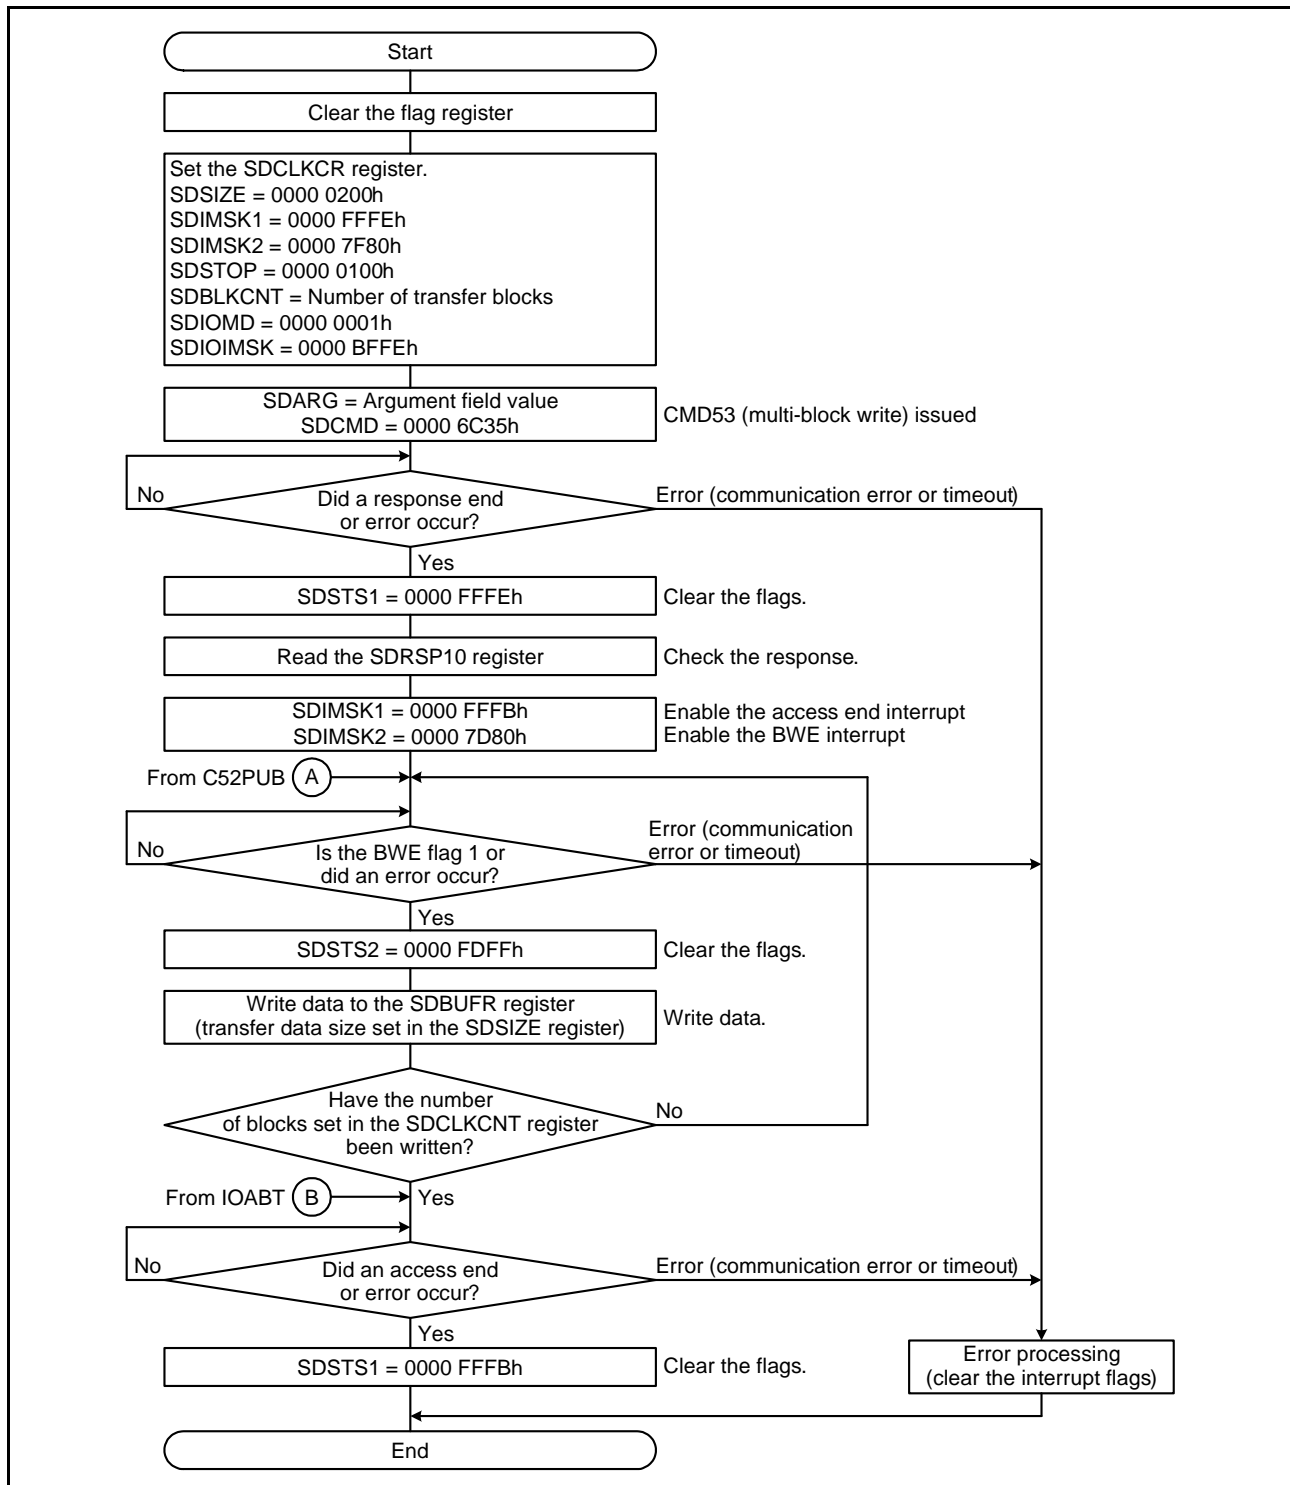 Start
Clear the flag register
Set the SDCLKCR register.
SDSIZE = 0000 0200h
SDIMSK1 = 0000 FFFEh
SDIMSK2 = 0000 7F80h
SDSTOP = 0000 0100h
SDBLKCNT = Number of transfer blocks
SDIOMD = 0000 0001h
SDIOIMSK = 0000 BFFEh
SDARG = Argument field value
SDCMD = 0000 6C35h
CMD53 (multi-block write) issued
No
Did a response end
or error occur?
Error (communication error or timeout)
Yes
SDSTS1 = 0000 FFFEh
Clear the flags.
Read the SDRSP10 register
Check the response.
SDIMSK1 = 0000 FFFBh
SDIMSK2 = 0000 7D80h
Enable the access end interrupt
Enable the BWE interrupt
From C52PUB A
No
Is the BWE flag 1 or
did an error occur?
Error (communication
error or timeout)
Yes
SDSTS2 = 0000 FDFFh
Clear the flags.
Write data to the SDBUFR register
(transfer data size set in the SDSIZE register)
Write data.
Have the number
of blocks set in the SDCLKCNT register
been written?
No
From IOABT B
Yes
No
Did an access end
or error occur?
Error (communication error or timeout)
Yes
SDSTS1 = 0000 FFFBh
Clear the flags.
Error processing
(clear the interrupt flags)
End